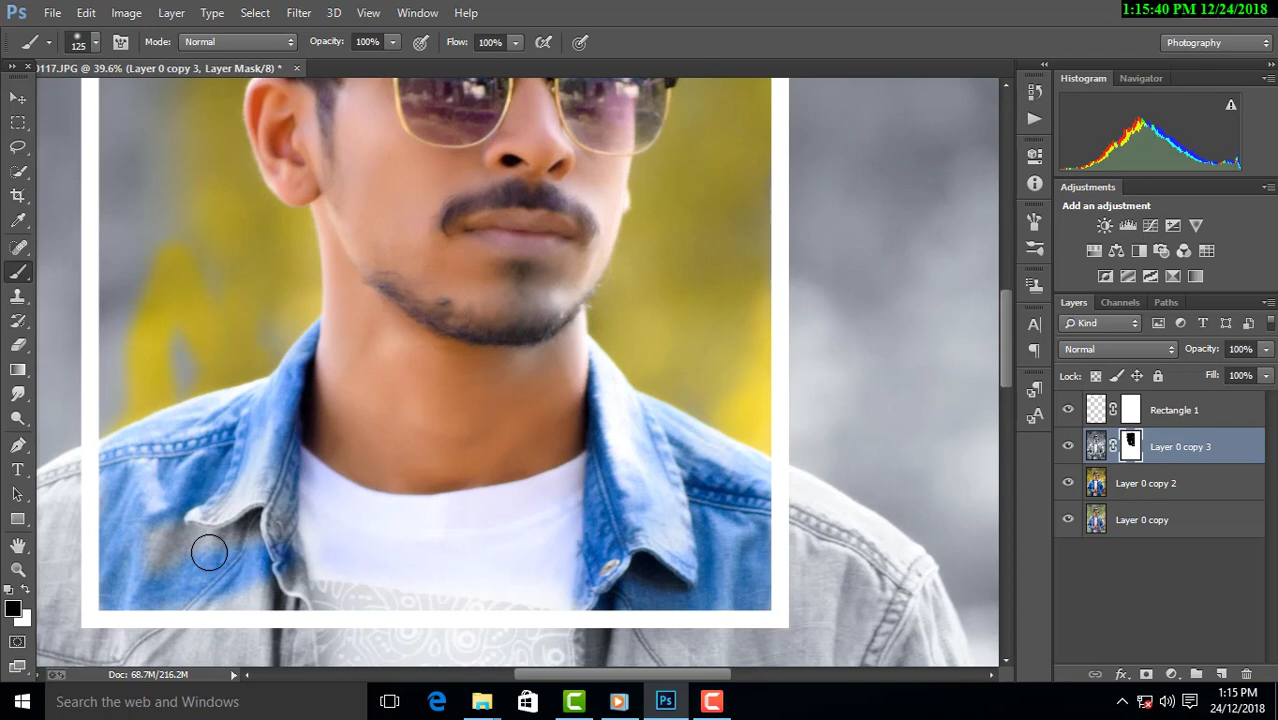 1:15:40 PM 12/24/2018
Ps File Edit Image Layer Type Select Filter 3D View Window Help
125 Mode: Normal Opacity: 100% Flow: 100% Photography
0117.JPG @ 39.6% (Layer 0 copy 3, Layer Mask/8) * ×
Histogram Navigator
Adjustments
Add an adjustment
Layers Channels Paths
Kind
Normal Opacity: 100%
Lock: Fill: 100%
Rectangle 1
Layer 0 copy 3
Layer 0 copy 2
Layer 0 copy
Doc: 68.7M/216.2M
Search the web and Windows
1:15 PM
24/12/2018